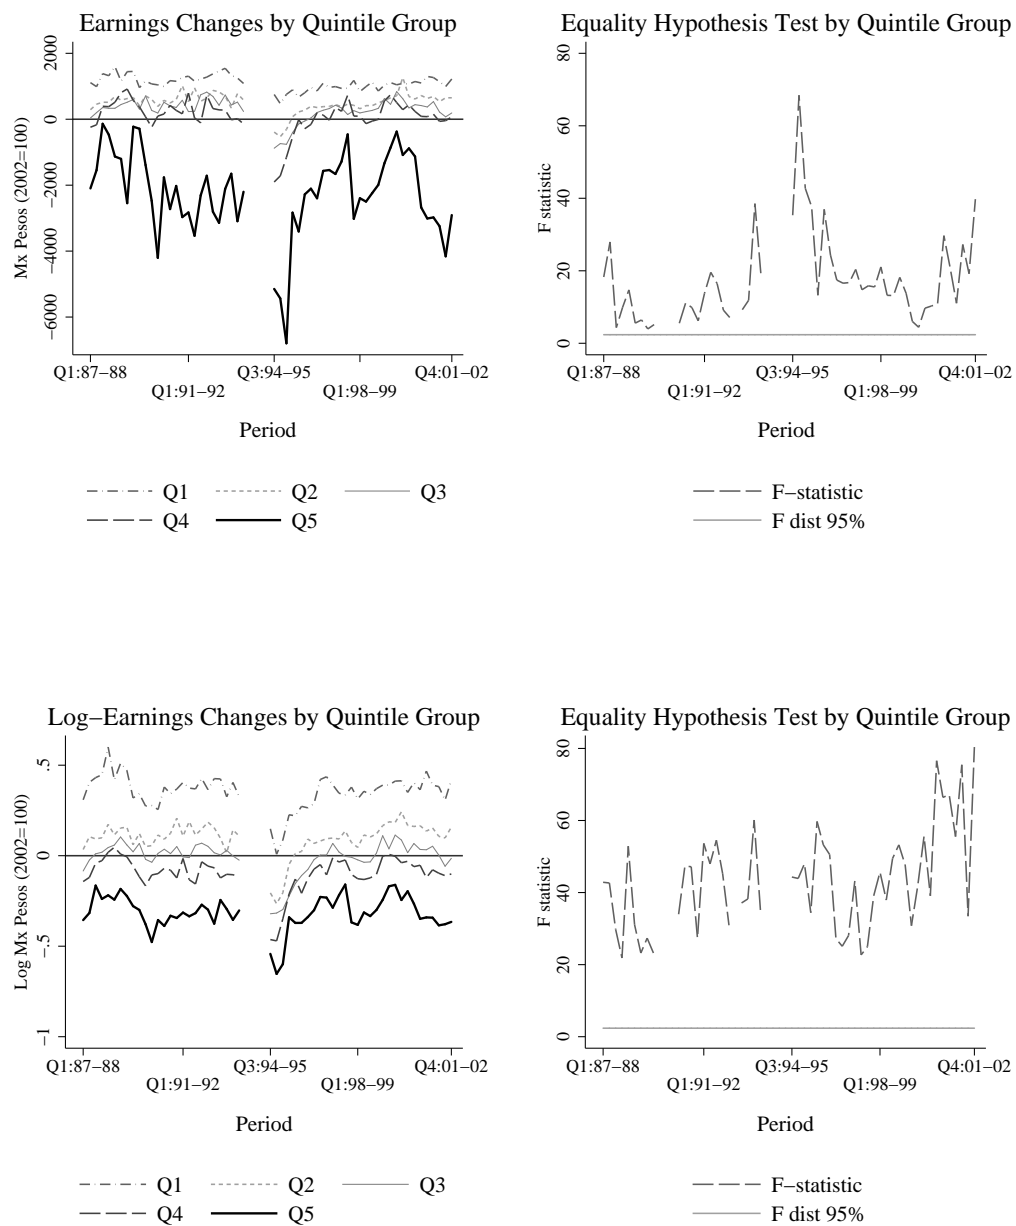 Earnings Changes by Quintile Group
Mx Pesos (2002=100)
2000
0
−2000
−4000
−6000
Q1:87−88
Q1:91−92
Q3:94−95
Q1:98−99
Q4:01−02
Period
Q1 Q2 Q3
Q4 Q5
Equality Hypothesis Test by Quintile Group
F statistic
80
60
40
20
0
Q1:87−88
Q1:91−92
Q3:94−95
Q1:98−99
Q4:01−02
Period
F−statistic
F dist 95%
Log−Earnings Changes by Quintile Group
Log Mx Pesos (2002=100)
.5
0
−.5
−1
Q1:87−88
Q1:91−92
Q3:94−95
Q1:98−99
Q4:01−02
Period
Q1 Q2 Q3
Q4 Q5
Equality Hypothesis Test by Quintile Group
F statistic
80
60
40
20
0
Q1:87−88
Q1:91−92
Q3:94−95
Q1:98−99
Q4:01−02
Period
F−statistic
F dist 95%